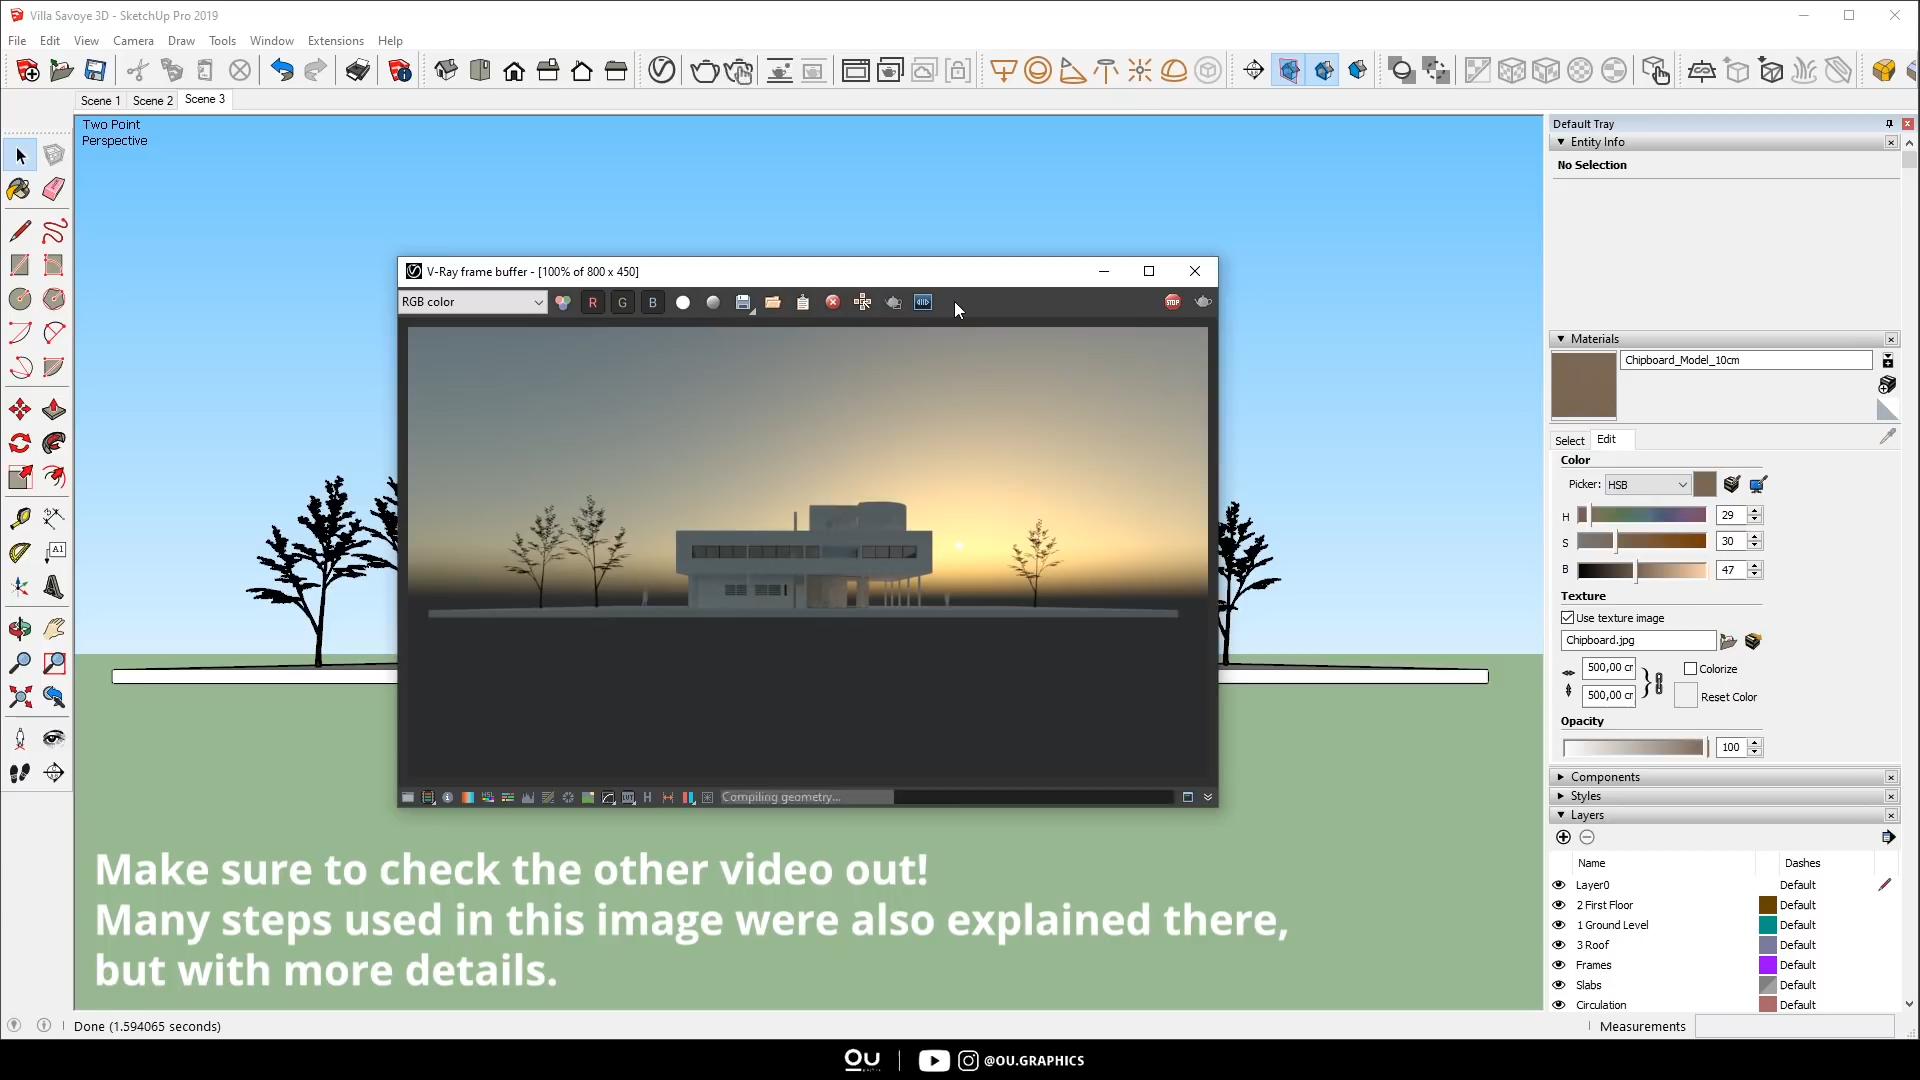 Villa Savoye 3D - SketchUp Pro 2019
File Edit View Camera Draw Tools Window Extensions Help
Scene 1 Scene 2 Scene 3
Two Point
Perspective
V-Ray frame buffer - [100% of 800 x 450]
RGB color
R G B
STOP
Compiling geometry...
Make sure to check the other video out!
Many steps used in this image were also explained there,
but with more details.
Default Tray
Entity Info
No Selection
Materials
Chipboard_Model_10cm
Select Edit
Color
Picker: HSB
H 29
S 30
B 47
Texture
Use texture image
Chipboard.jpg
500,00 cr
Colorize
500,00 cr
Reset Color
Opacity
100
Components
Styles
Layers
Name Dashes
Layer0 Default
2 First Floor Default
1 Ground Level Default
3 Roof Default
Frames Default
Slabs Default
Circulation Default
A1
Done (1.594065 seconds)
Measurements
OU
@OU.GRAPHICS